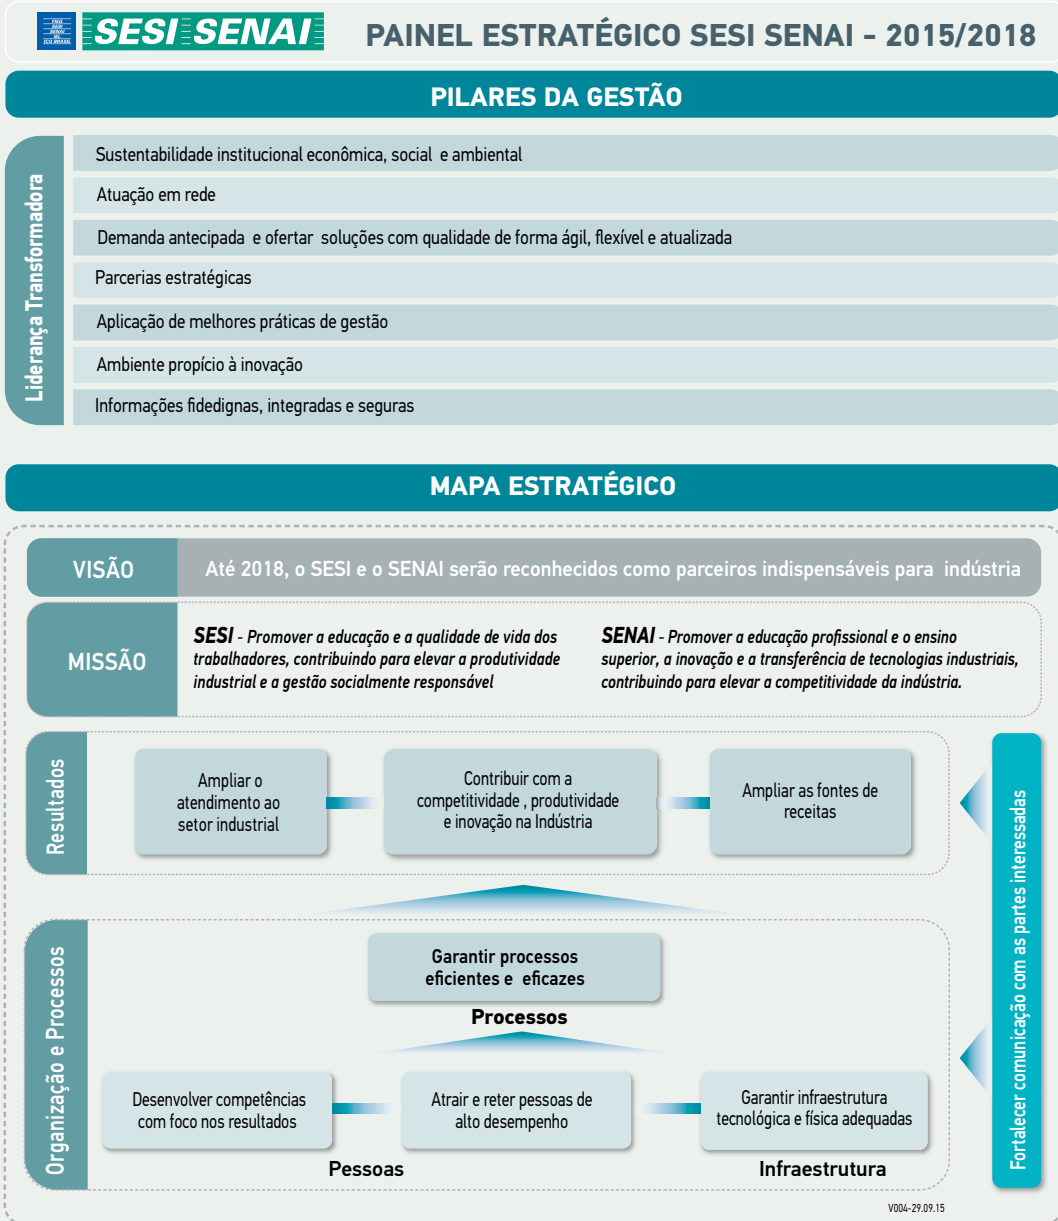 FIEG
SESI
SENAI
IEL
ICQ BRASIL
SESI SENAI
PAINEL ESTRATÉGICO SESI SENAI - 2015/2018
PILARES DA GESTÃO
Liderança Transformadora
Sustentabilidade institucional econômica, social e ambiental
Atuação em rede
Demanda antecipada e ofertar soluções com qualidade de forma ágil, flexível e atualizada
Parcerias estratégicas
Aplicação de melhores práticas de gestão
Ambiente propício à inovação
Informações fidedignas, integradas e seguras
MAPA ESTRATÉGICO
VISÃO
Até 2018, o SESI e o SENAI serão reconhecidos como parceiros indispensáveis para indústria
MISSÃO
SESI - Promover a educação e a qualidade de vida dos
trabalhadores, contribuindo para elevar a produtividade
industrial e a gestão socialmente responsável
SENAI - Promover a educação profissional e o ensino
superior, a inovação e a transferência de tecnologias industriais,
contribuindo para elevar a competitividade da indústria.
Resultados
Ampliar o
atendimento ao
setor industrial
Contribuir com a
competitividade , produtividade
e inovação na Indústria
Ampliar as fontes de
receitas
Fortalecer comunicação com as partes interessadas
Organização e Processos
Garantir processos
eficientes e eficazes
Processos
Desenvolver competências
com foco nos resultados
Atrair e reter pessoas de
alto desempenho
Garantir infraestrutura
tecnológica e física adequadas
Pessoas
Infraestrutura
V004-29.09.15